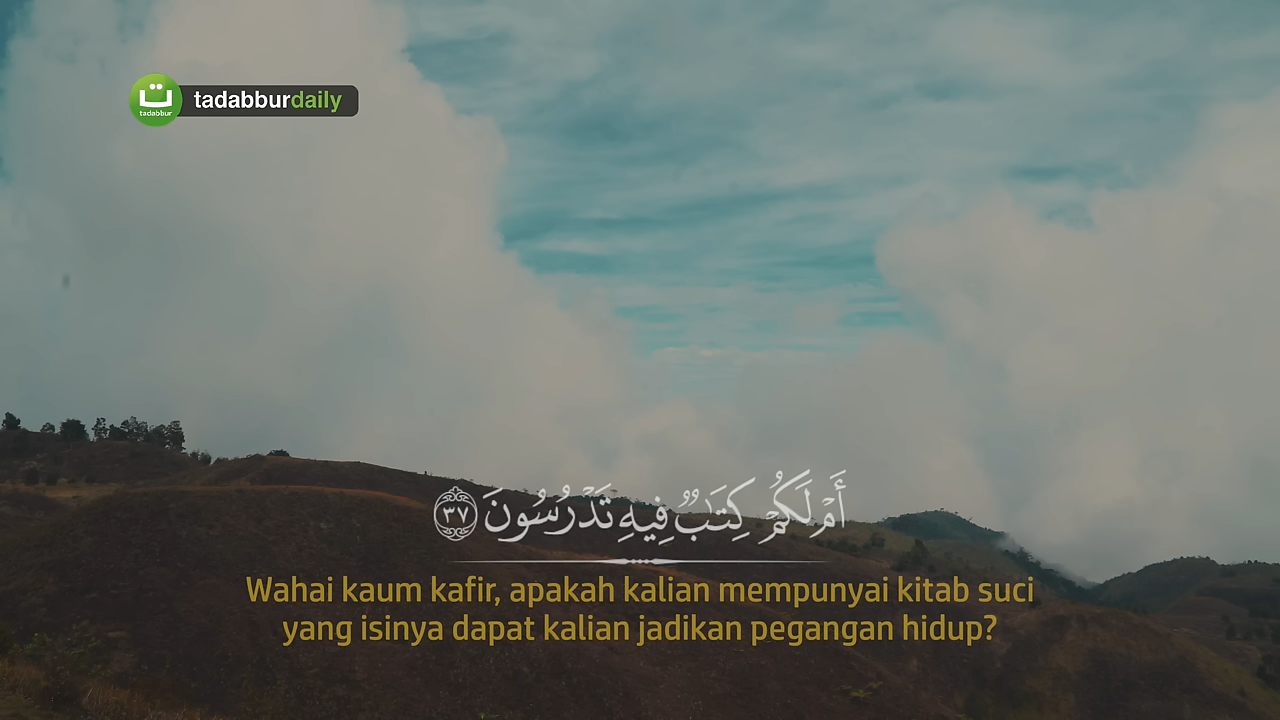 ت
tadabbur
tadabburdaily
أَمْ لَكُمْ كِتَٰبٌ فِيهِ تَدْرُسُونَ ٣٧
Wahai kaum kafir, apakah kalian mempunyai kitab suci
yang isinya dapat kalian jadikan pegangan hidup?